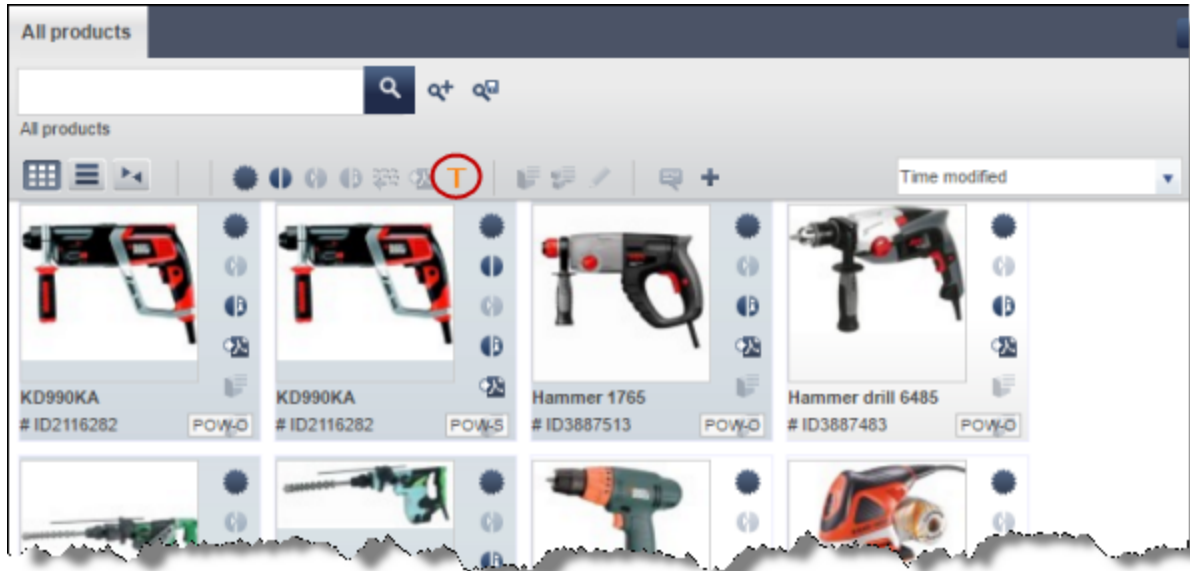 All products
All products
T
Time modified
KD990KA
# ID2116282
POW-O
KD990KA
# ID2116282
POW-S
Hammer 1765
# ID3887513
POW-O
Hammer drill 6485
# ID3887483
POW-O